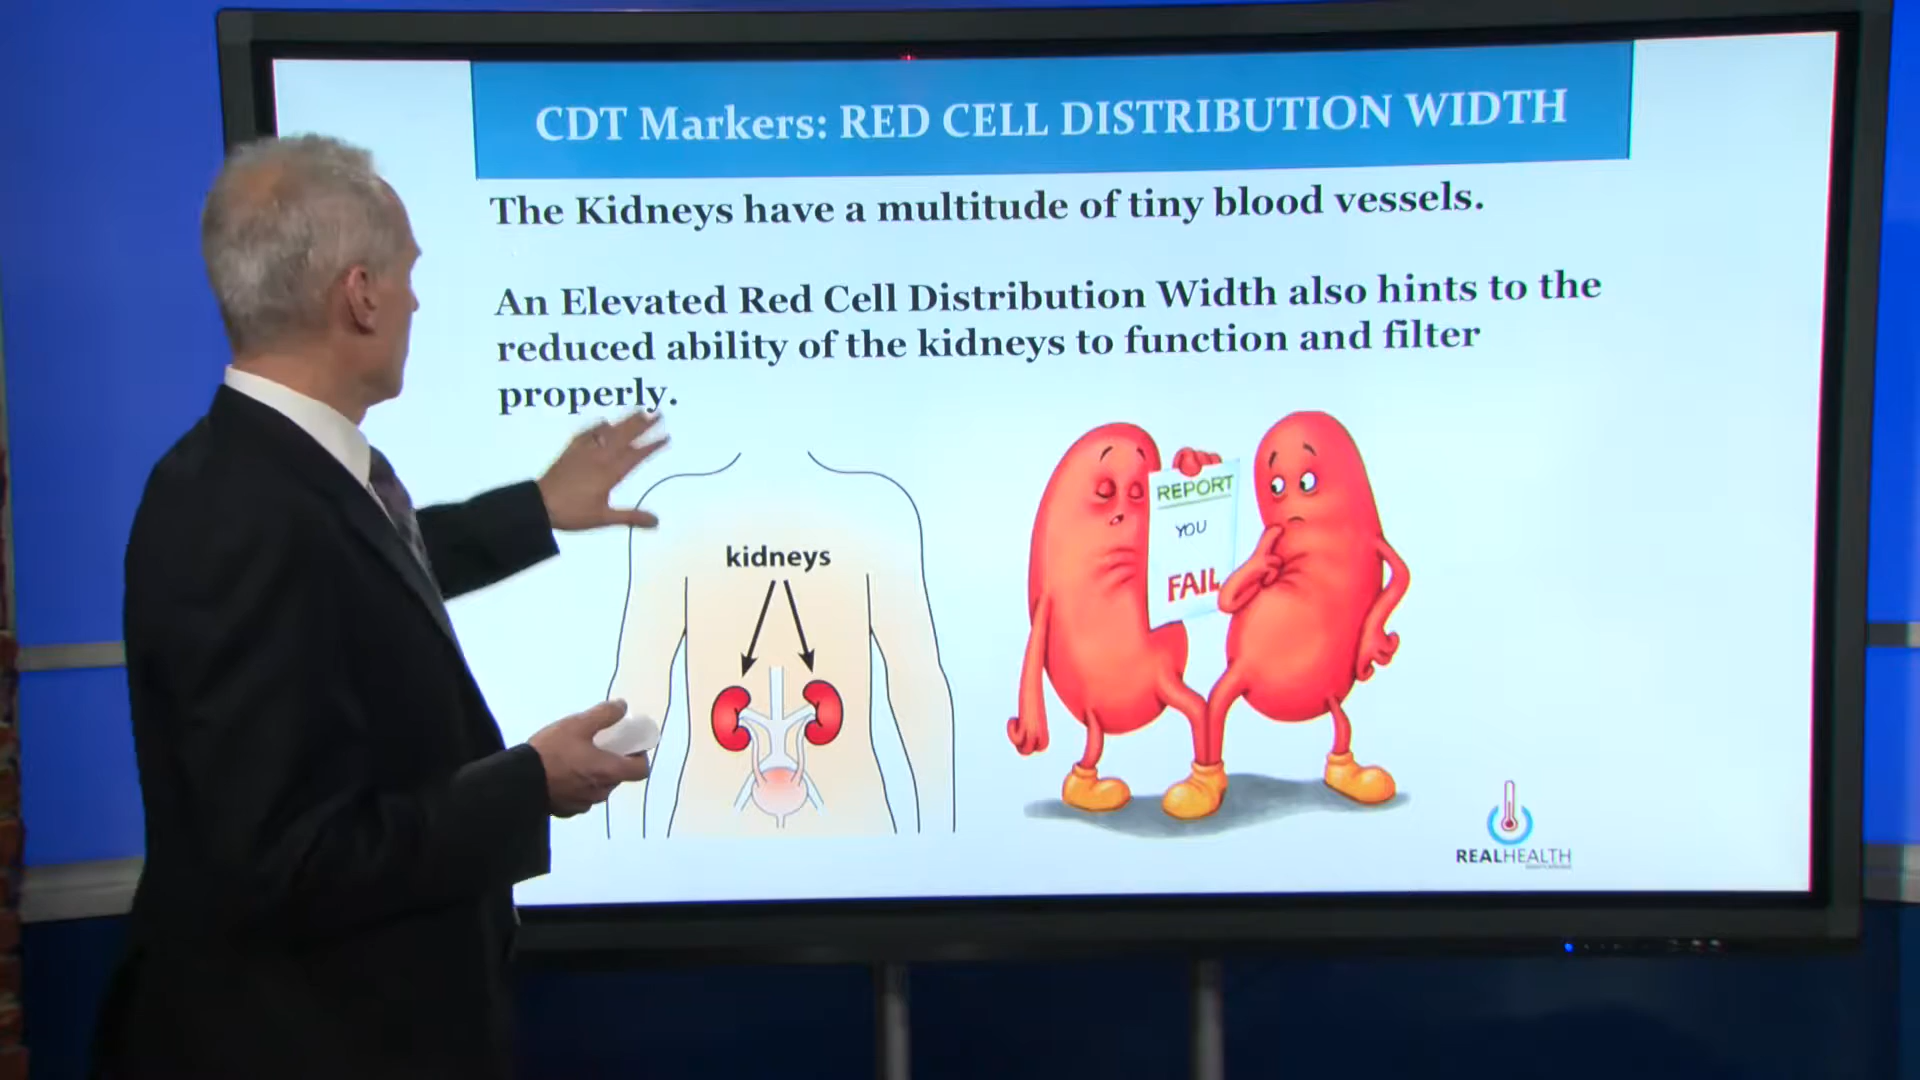 CDT Markers: RED CELL DISTRIBUTION WIDTH
The Kidneys have a multitude of tiny blood vessels.
An Elevated Red Cell Distribution Width also hints to the
reduced ability of the kidneys to function and filter
properly.
kidneys
REPORT
YOU
FAIL
REALHEALTH